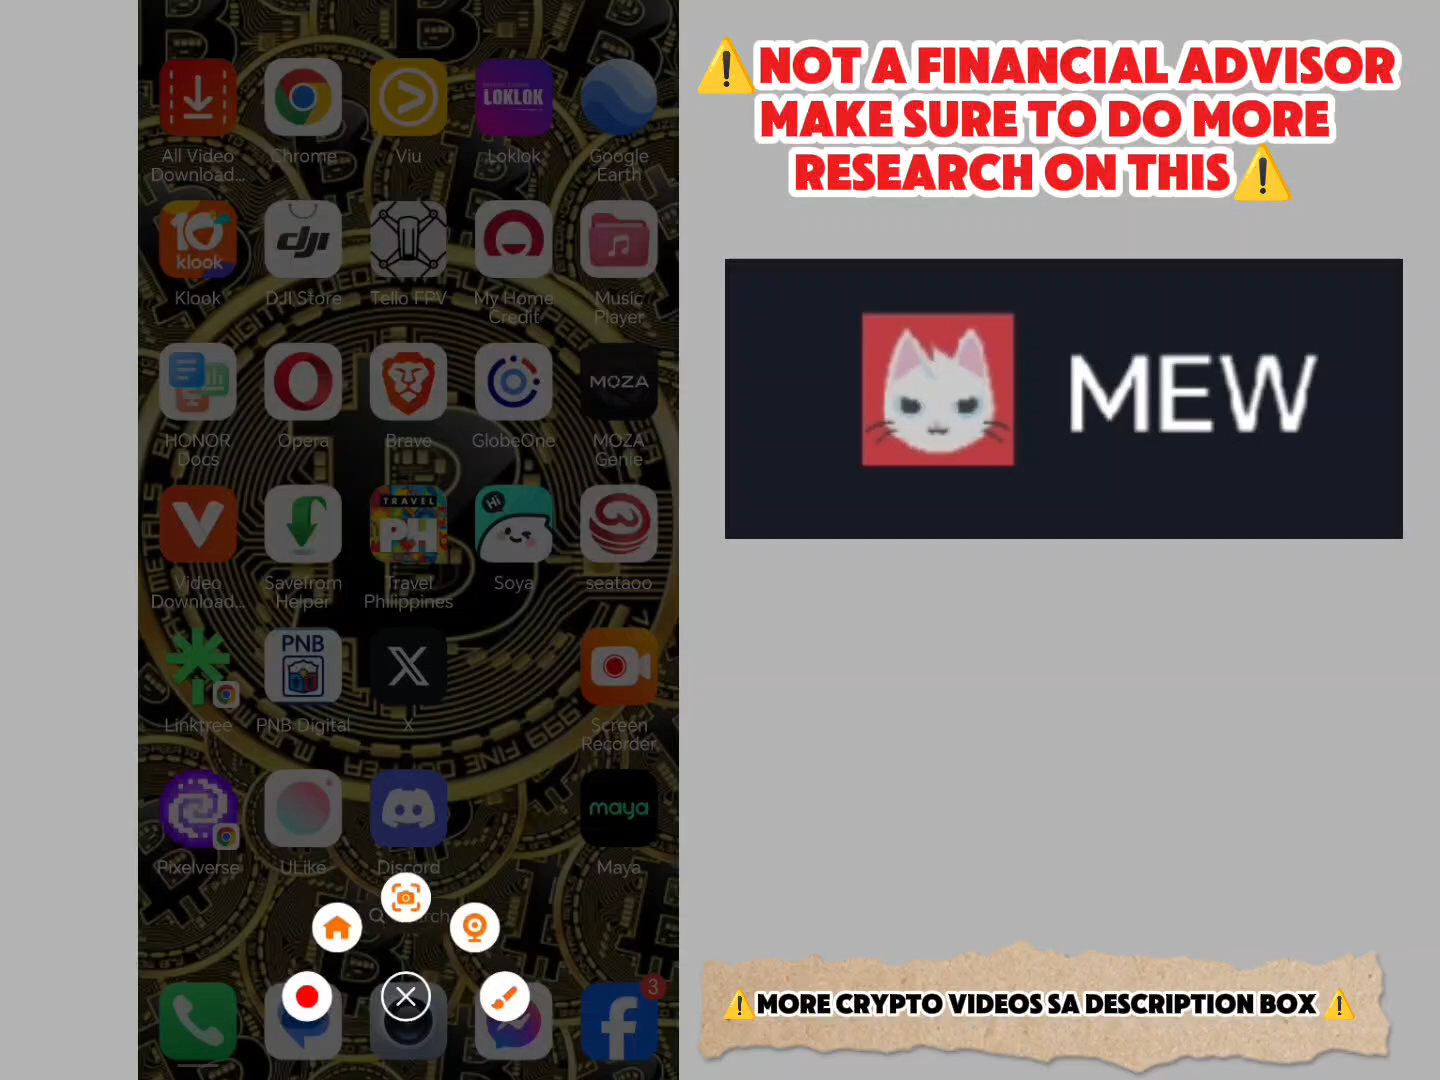 ⚠️NOT A FINANCIAL ADVISOR
MAKE SURE TO DO MORE
RESEARCH ON THIS⚠️
LOKLOK
All Video
Download...
Chrome
Viu
Loklok
Google
Earth
10
klook
dji
Klook
DJI Store
Tello FPV
My Home
Credit
Music
Player
MOZA
HONOR
Docs
Opera
Brave
GlobeOne
MOZA
Genie
TRAVEL
PH
Hi
Video
Download...
Savefrom
Helper
Travel
Philippines
Soya
seataoo
PNB
X
Linktree
PNB Digital
X
Screen
Recorder
maya
Pixelverse
ULike
Discord
Maya
3
MEW
⚠️MORE CRYPTO VIDEOS SA DESCRIPTION BOX ⚠️